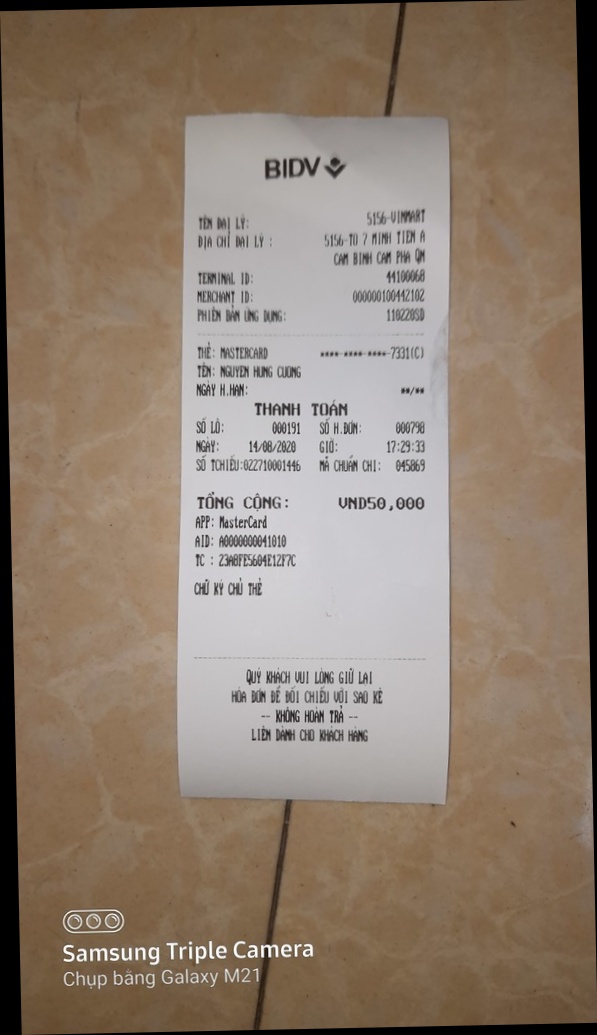 BIDV
TÊN ĐẠI LÝ: 5156-VINMART
ĐỊA CHỈ ĐẠI LÝ : 5156-TO 7 MINH TIEN A
CAM BINH CAM PHA QN
TERMINAL ID: 44100068
MERCHANT ID: 000000100442102
PHIÊN BẢN ỨNG DỤNG: 110220SD
THẺ: MASTERCARD ****-****-****-7331(C)
TÊN: NGUYEN HUNG CUONG
NGÀY H.HẠN: **/**
THANH TOÁN
SỐ LÔ: 000191 SỐ H.ĐƠN: 000798
NGÀY: 14/08/2020 GIỜ: 17:29:33
SỐ TCHIẾU:022710001446 MÃ CHUẨN CHI: 045869
TỔNG CỘNG: VND50,000
APP: MasterCard
AID: A0000000041010
TC : 23A8FE5604E12F7C
CHỮ KÝ CHỦ THẺ
QUÝ KHÁCH VUI LÒNG GIỮ LẠI
HÓA ĐƠN ĐỂ ĐỐI CHIẾU VỚI SAO KÊ
-- KHÔNG HOÀN TRẢ --
LIÊN DÀNH CHO KHÁCH HÀNG
Samsung Triple Camera
Chụp bằng Galaxy M21